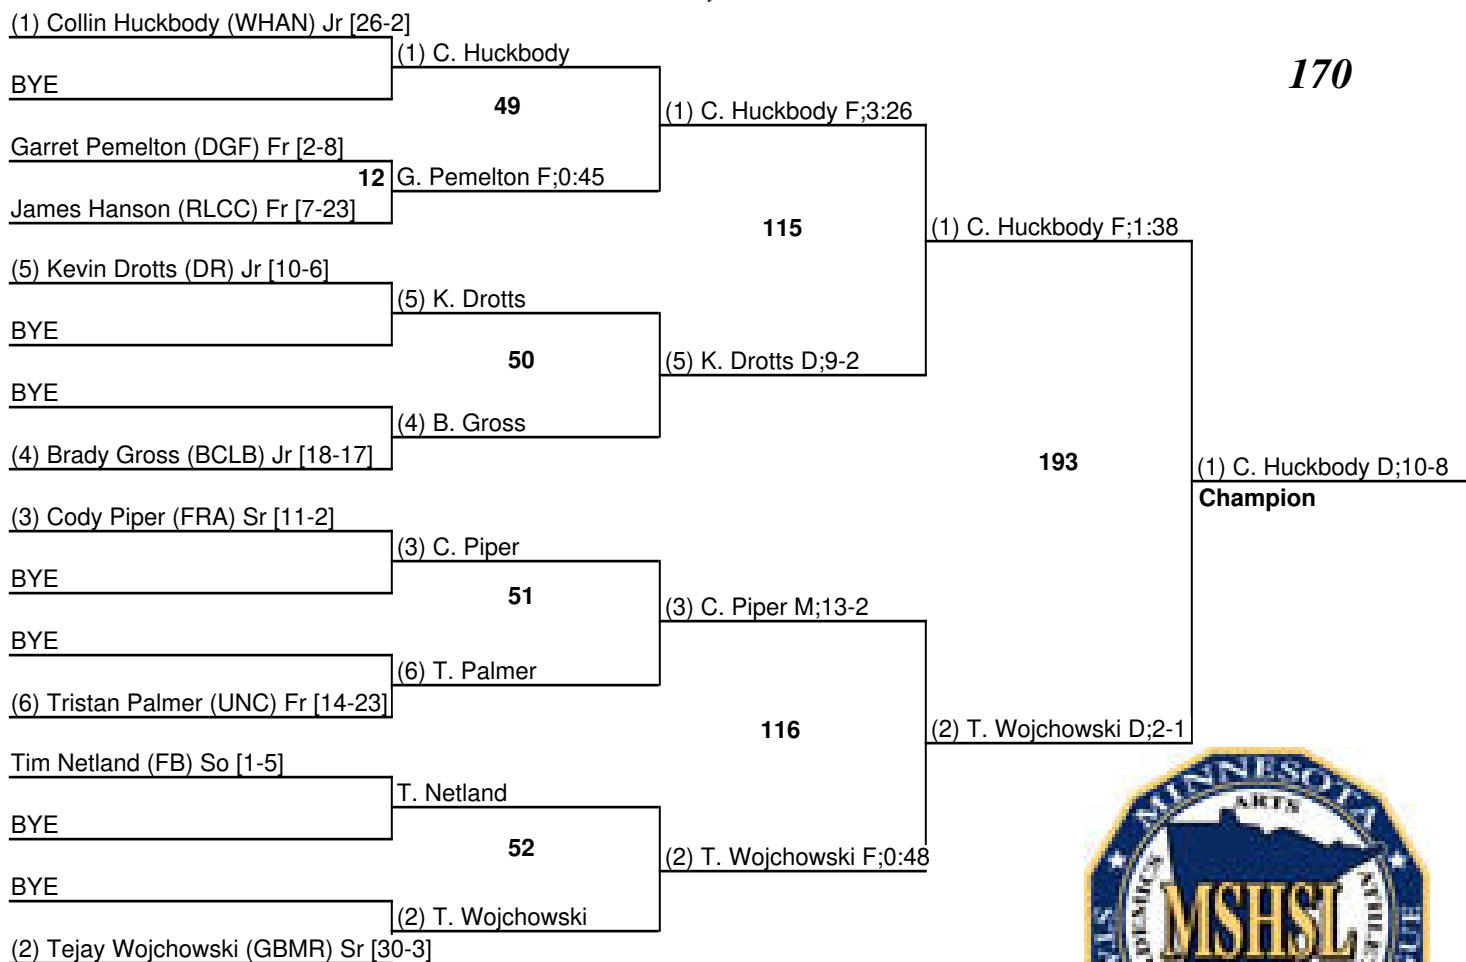 (1) Collin Huckbody (WHAN) Jr [26-2]
(1) C. Huckbody
BYE
170
49
(1) C. Huckbody F;3:26
Garret Pemelton (DGF) Fr [2-8]
12 G. Pemelton F;0:45
James Hanson (RLCC) Fr [7-23]
115
(1) C. Huckbody F;1:38
(5) Kevin Drotts (DR) Jr [10-6]
(5) K. Drotts
BYE
50
(5) K. Drotts D;9-2
BYE
(4) B. Gross
(4) Brady Gross (BCLB) Jr [18-17]
193
(1) C. Huckbody D;10-8
Champion
(3) Cody Piper (FRA) Sr [11-2]
(3) C. Piper
BYE
51
(3) C. Piper M;13-2
BYE
(6) T. Palmer
(6) Tristan Palmer (UNC) Fr [14-23]
116
(2) T. Wojchowski D;2-1
Tim Netland (FB) So [1-5]
T. Netland
BYE
52
(2) T. Wojchowski F;0:48
BYE
(2) T. Wojchowski
(2) Tejay Wojchowski (GBMR) Sr [30-3]
MINNESOTA
ARTS
MSHSL